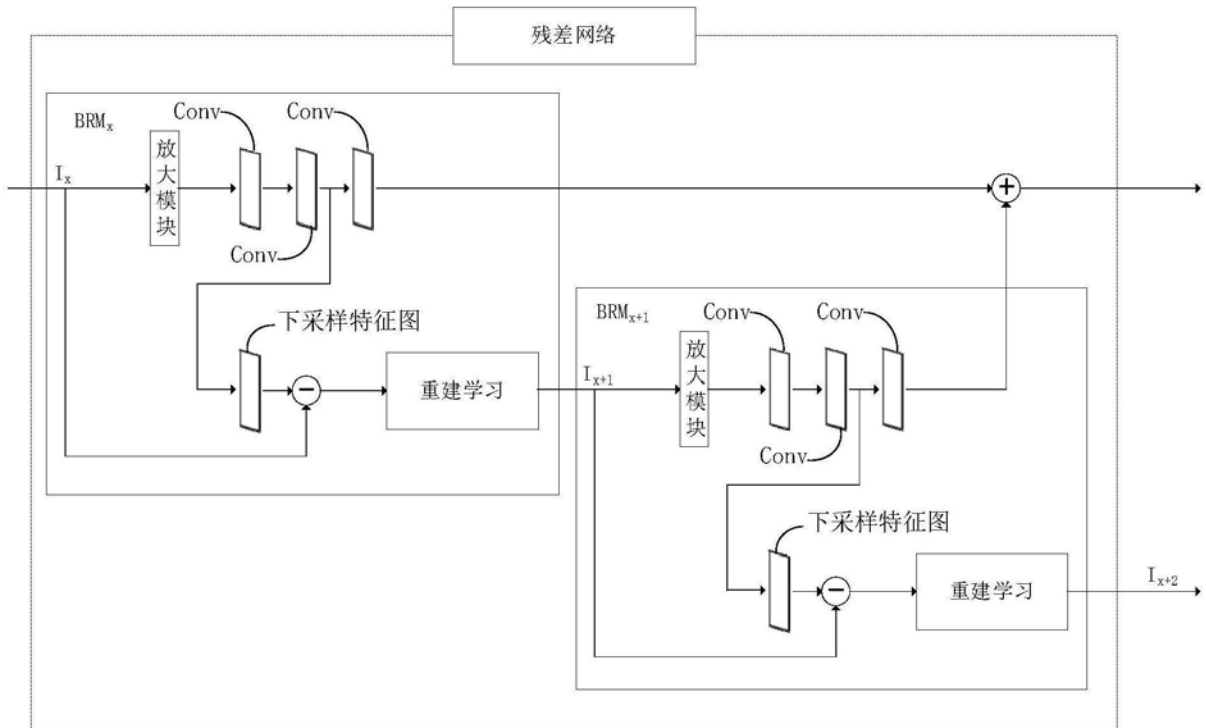 残差网络
BRMx
Conv
Conv
Ix
放大模块
Conv
下采样特征图
重建学习
BRMx+1
Conv
Conv
Ix+1
放大模块
Conv
下采样特征图
重建学习
Ix+2